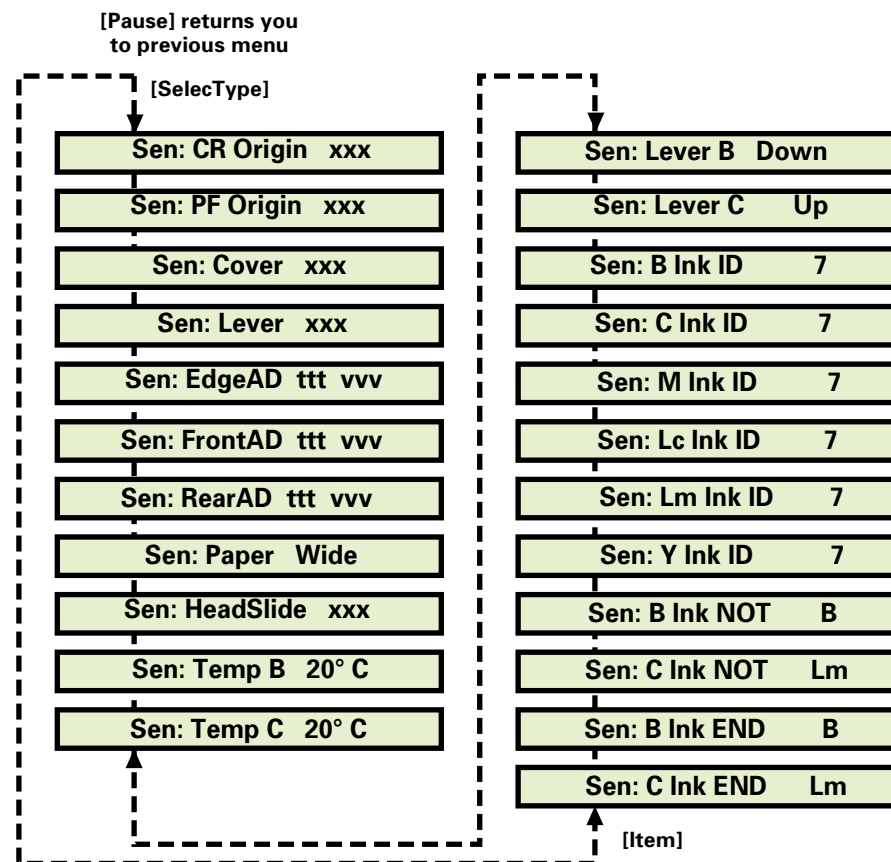 [Pause] returns you
to previous menu
[SelecType]
Sen: CR Origin xxx
Sen: PF Origin xxx
Sen: Cover xxx
Sen: Lever xxx
Sen: EdgeAD ttt vvv
Sen: FrontAD ttt vvv
Sen: RearAD ttt vvv
Sen: Paper Wide
Sen: HeadSlide xxx
Sen: Temp B 20° C
Sen: Temp C 20° C
Sen: Lever B Down
Sen: Lever C Up
Sen: B Ink ID 7
Sen: C Ink ID 7
Sen: M Ink ID 7
Sen: Lc Ink ID 7
Sen: Lm Ink ID 7
Sen: Y Ink ID 7
Sen: B Ink NOT B
Sen: C Ink NOT Lm
Sen: B Ink END B
Sen: C Ink END Lm
[Item]